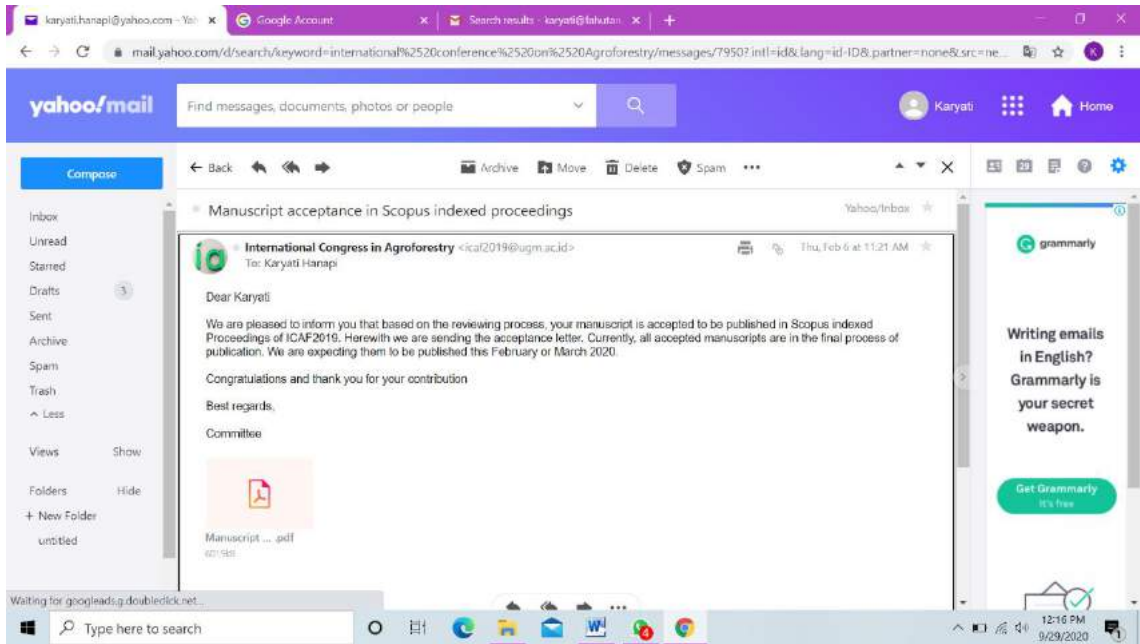 karyati.hanapi@yahoo.com - Yah
Google Account
Search results - karyati@fahutan
mail.yahoo.com/d/search/keyword=international%2520conference%2520on%2520Agroforestry/messages/7950?.intl=id&.lang=id-ID&.partner=none&.src=ne...
K
yahoo!mail
Find messages, documents, photos or people
Karyati
Home
Compose
Back
Archive
Move
Delete
Spam
Inbox
Unread
Starred
Drafts 3
Sent
Archive
Spam
Trash
Less
Views Show
Folders Hide
+ New Folder
untitled
Manuscript acceptance in Scopus indexed proceedings
Yahoo/Inbox
International Congress in Agroforestry <icaf2019@ugm.ac.id>
Thu, Feb 6 at 11:21 AM
To: Karyati Hanapi
Dear Karyati
We are pleased to inform you that based on the reviewing process, your manuscript is accepted to be published in Scopus indexed
Proceedings of ICAF2019. Herewith we are sending the acceptance letter. Currently, all accepted manuscripts are in the final process of
publication. We are expecting them to be published this February or March 2020.
Congratulations and thank you for your contribution
Best regards,
Committee
Manuscript ... .pdf
grammarly
Writing emails
in English?
Grammarly is
your secret
weapon.
Get Grammarly
It's free
Waiting for googleads.g.doubleclick.net...
Type here to search
12:16 PM
9/29/2020